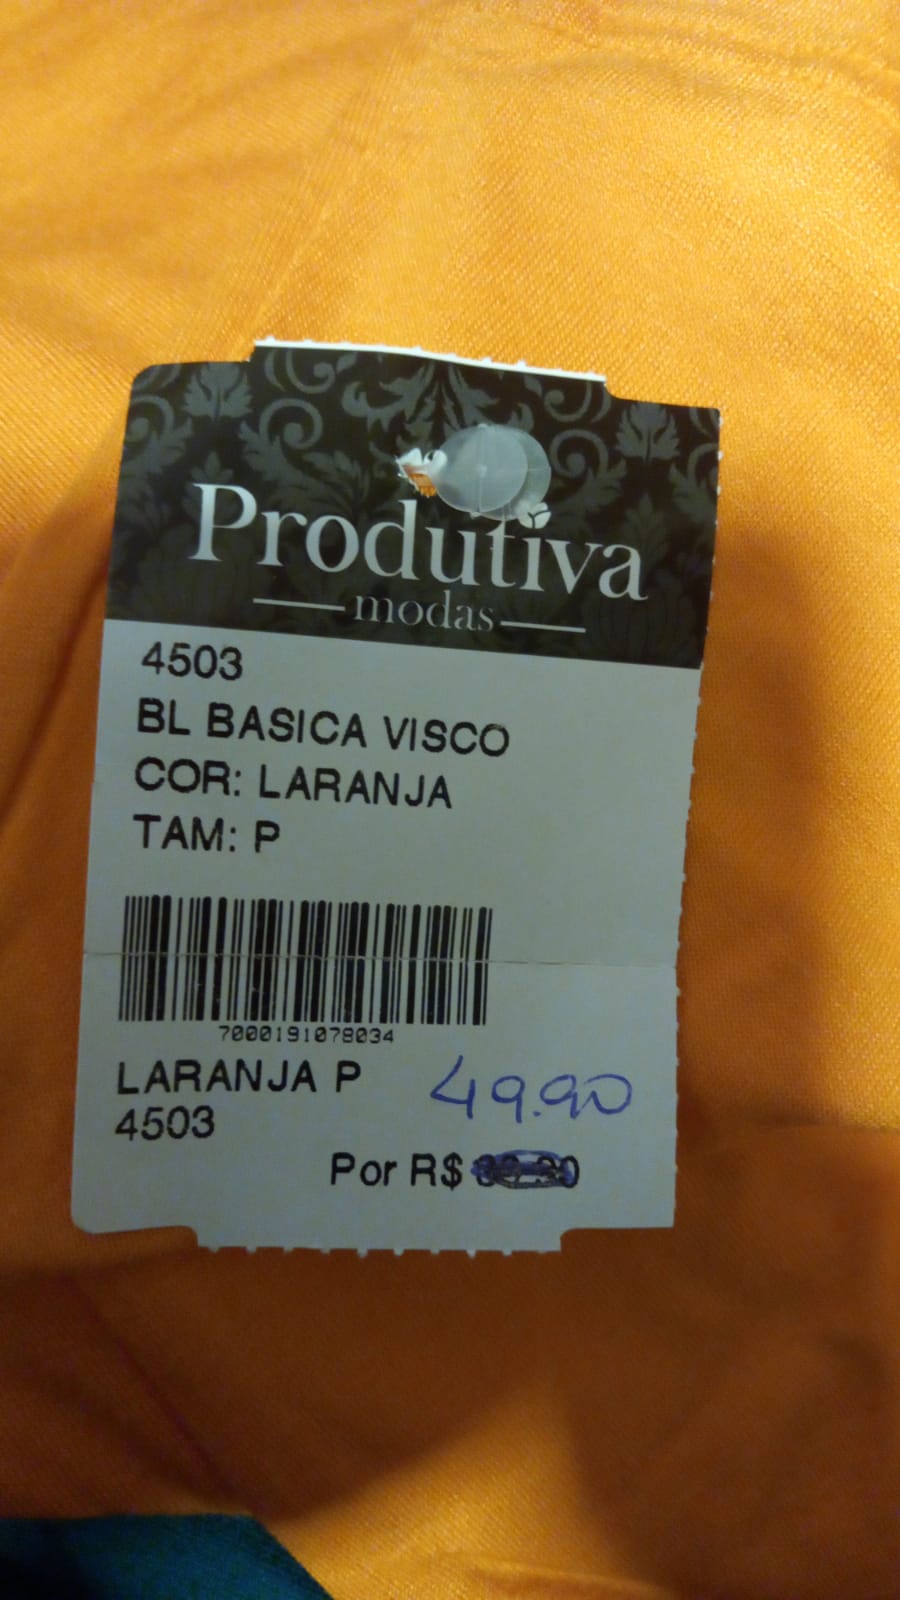 Produtiva
modas
4503
BL BASICA VISCO
COR: LARANJA
TAM: P
7000191078034
LARANJA P
49.90
4503
Por R$